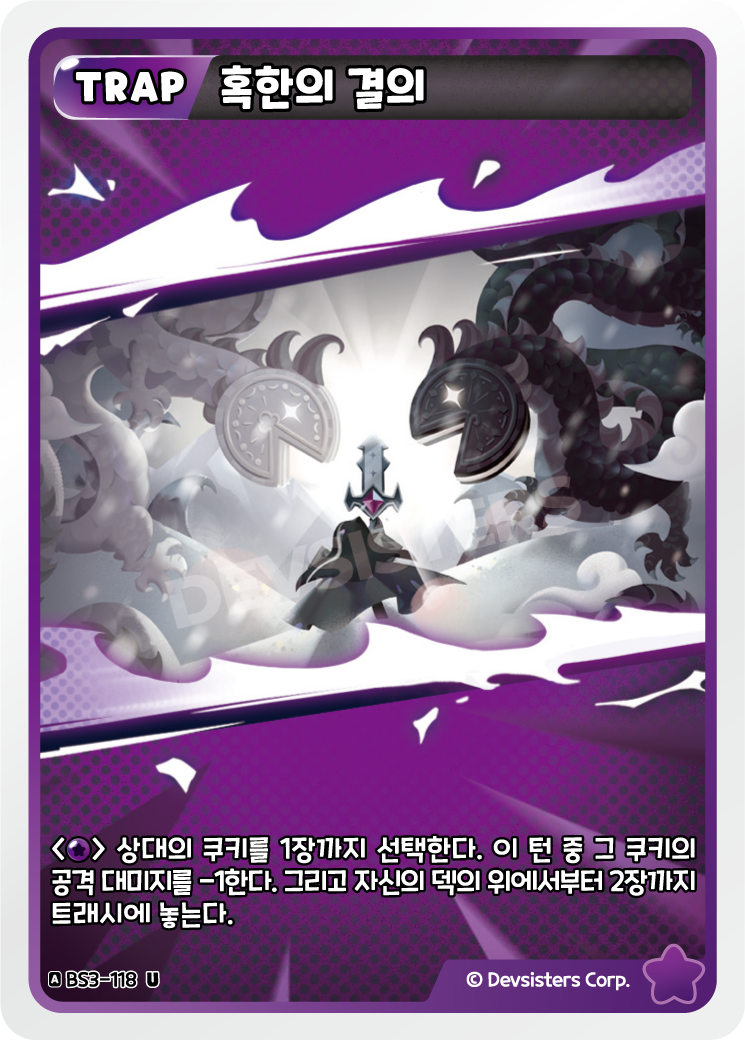 TRAP 혹한의 결의
DEVSISTERS
< > 상대의 쿠키를 1장까지 선택한다. 이 턴 중 그 쿠키의
공격 대미지를 -1한다. 그리고 자신의 덱의 위에서부터 2장까지
트래시에 놓는다.
A BS3-118 U
© Devsisters Corp.